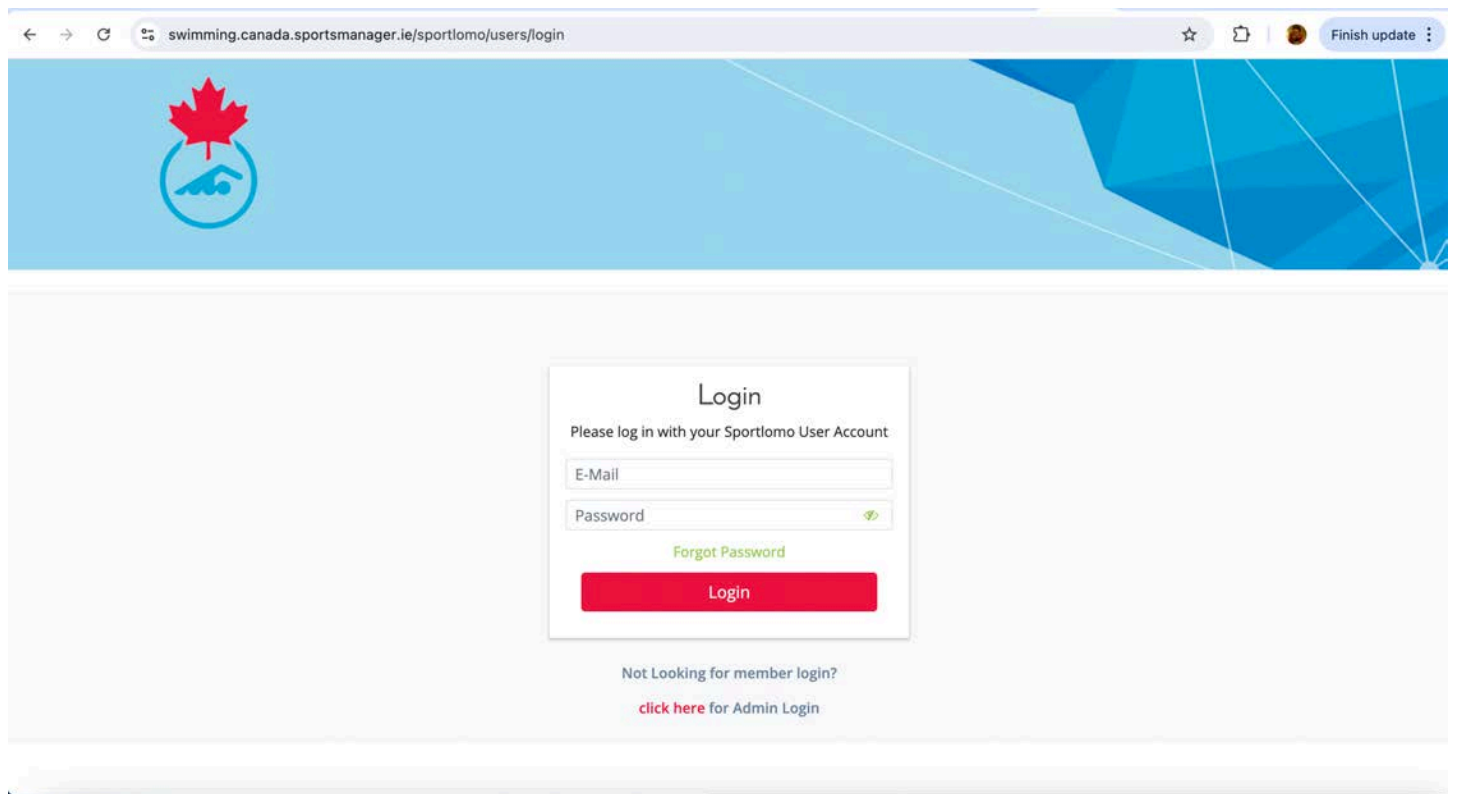 swimming.canada.sportsmanager.ie/sportlomo/users/login
Finish update
Login
Please log in with your Sportlomo User Account
E-Mail
Password
Forgot Password
Login
Not Looking for member login?
click here for Admin Login